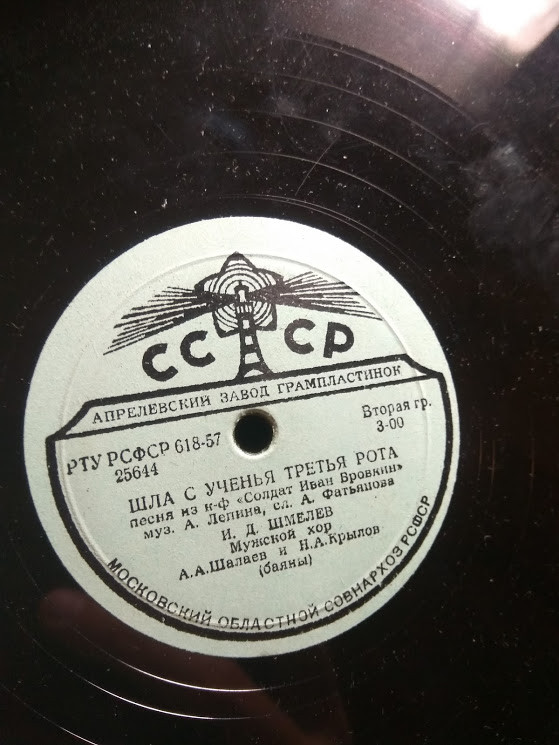 СССР
АПРЕЛЕВСКИЙ ЗАВОД ГРАМПЛАСТИНОК
РТУ РСФСР 618-57
25644
Вторая гр.
3-00
ШЛА С УЧЕНЬЯ ТРЕТЬЯ РОТА
песня из к-ф «Солдат Иван Бровкин»
муз. А. Лепина, сл. А. Фатьянова
И. Д. ШМЕЛЕВ
Мужской хор
А.А.Шалаев и Н.А.Крылов
(баяны)
МОСКОВСКИЙ ОБЛАСТНОЙ СОВНАРХОЗ РСФСР